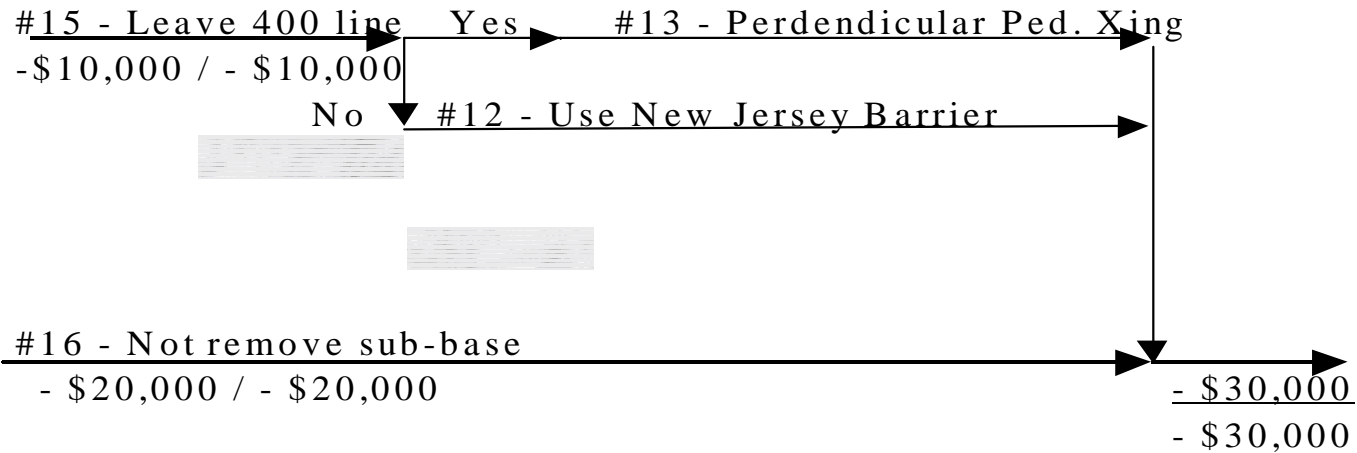 #15 - Leave 400 line Yes #13 - Perdendicular Ped. Xing
-$10,000 / - $10,000
No #12 - Use New Jersey Barrier
#16 - Not remove sub-base
- $20,000 / - $20,000
- $30,000
- $30,000